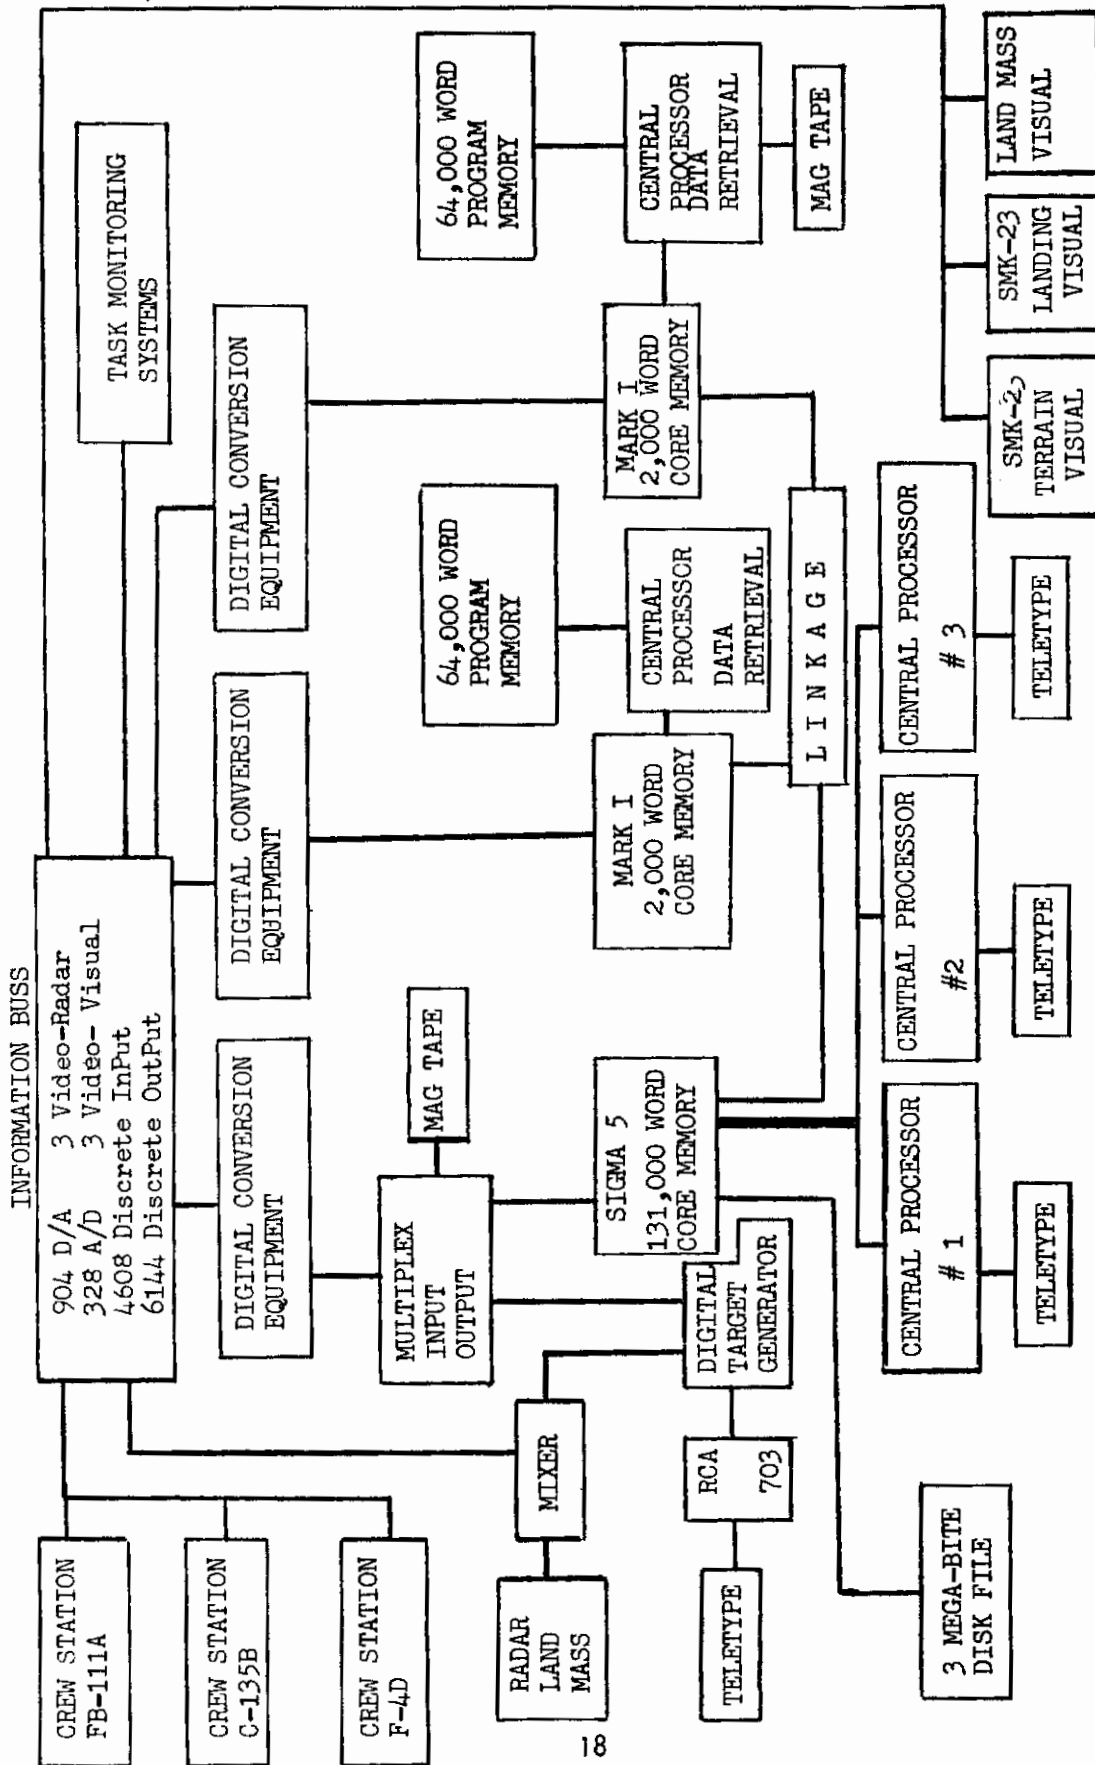 INFORMATION BUSS
904 D/A 3 Video-Radar
328 A/D 3 Video- Visual
4608 Discrete InPut
6144 Discrete OutPut
CREW STATION
FB-111A
CREW STATION
C-135B
CREW STATION
F-4D
TASK MONITORING
SYSTEMS
DIGITAL CONVERSION
EQUIPMENT
DIGITAL CONVERSION
EQUIPMENT
DIGITAL CONVERSION
EQUIPMENT
MULTIPLEX
INPUT
OUTPUT
MAG TAPE
64,000 WORD
PROGRAM
MEMORY
64,000 WORD
PROGRAM
MEMORY
RADAR
LAND
MASS
MIXER
SIGMA 5
131,000 WORD
CORE MEMORY
MARK I
2,000 WORD
CORE MEMORY
CENTRAL
PROCESSOR
DATA
RETRIEVAL
MARK I
2,000 WORD
CORE MEMORY
CENTRAL
PROCESSOR
DATA
RETRIEVAL
MAG TAPE
TELETYPE
RCA
703
DIGITAL
TARGET
GENERATOR
LINKAGE
3 MEGA-BITE
DISK FILE
CENTRAL PROCESSOR
# 1
CENTRAL PROCESSOR
#2
CENTRAL PROCESSOR
# 3
TELETYPE
TELETYPE
TELETYPE
SMK-23
TERRAIN
VISUAL
SMK-23
LANDING
VISUAL
LAND MASS
VISUAL
18